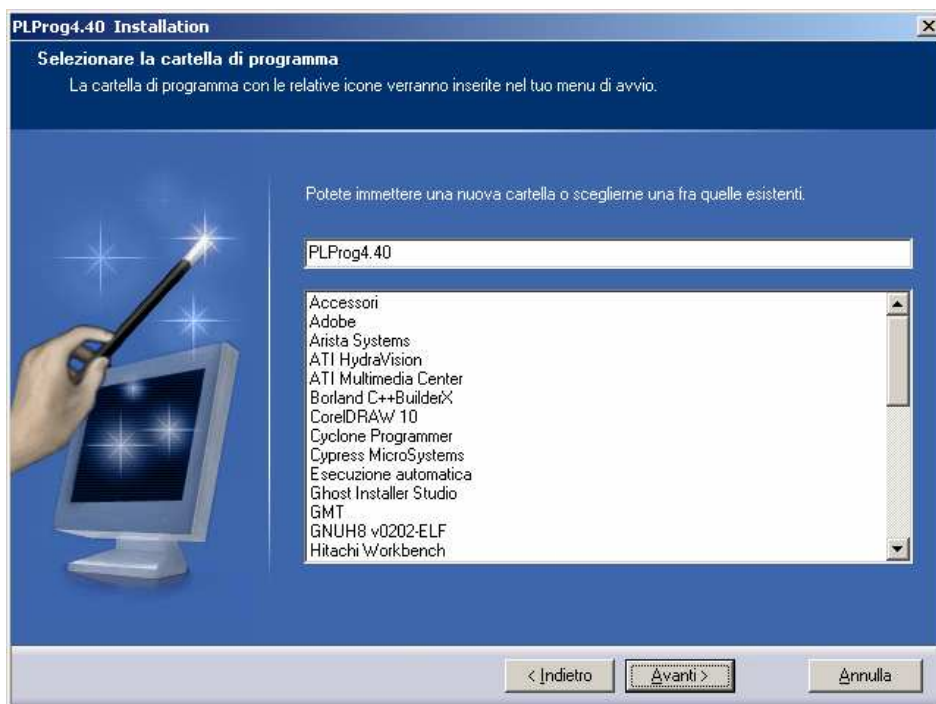 PLProg4.40 Installation
Selezionare la cartella di programma
La cartella di programma con le relative icone verranno inserite nel tuo menu di avvio.
Potete immettere una nuova cartella o sceglierne una fra quelle esistenti.
PLProg4.40
Accessori
Adobe
Arista Systems
ATI HydraVision
ATI Multimedia Center
Borland C++BuilderX
CorelDRAW 10
Cyclone Programmer
Cypress MicroSystems
Esecuzione automatica
Ghost Installer Studio
GMT
GNUH8 v0202-ELF
Hitachi Workbench
< Indietro
Avanti >
Annulla